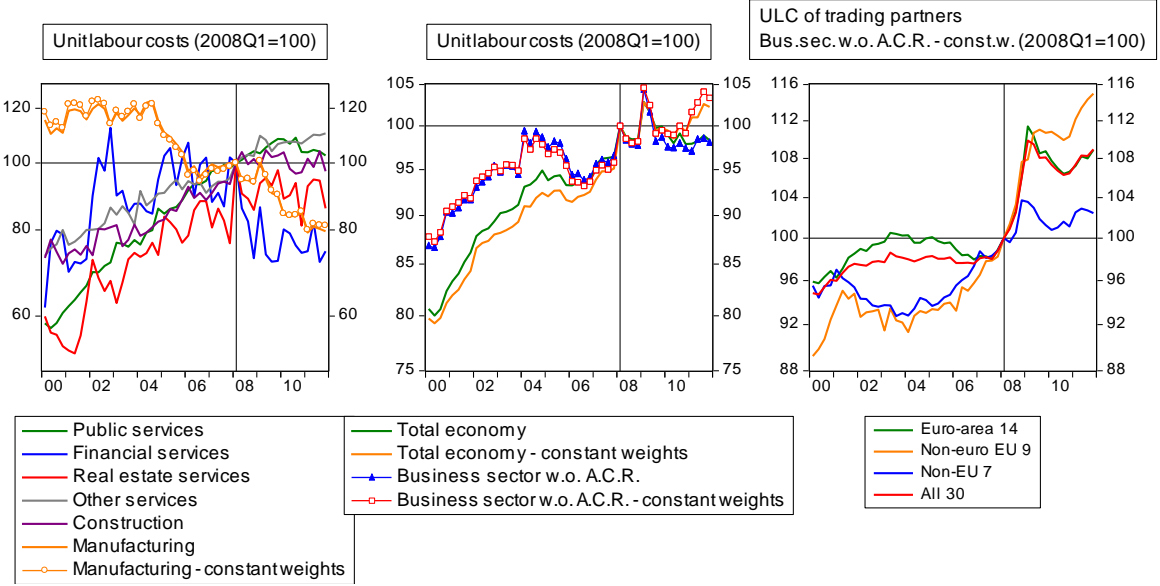 Unit labour costs (2008Q1=100)
120
100
80
60
120
100
80
60
00 02 04 06 08 10
Public services
Financial services
Real estate services
Other services
Construction
Manufacturing
Manufacturing - constant weights
Unit labour costs (2008Q1=100)
105
100
95
90
85
80
75
105
100
95
90
85
80
75
00 02 04 06 08 10
Total economy
Total economy - constant weights
Business sector w.o. A.C.R.
Business sector w.o. A.C.R. - constant weights
ULC of trading partners
Bus.sec. w.o. A.C.R. - const.w. (2008Q1=100)
116
112
108
104
100
96
92
88
116
112
108
104
100
96
92
88
00 02 04 06 08 10
Euro-area 14
Non-euro EU 9
Non-EU 7
All 30